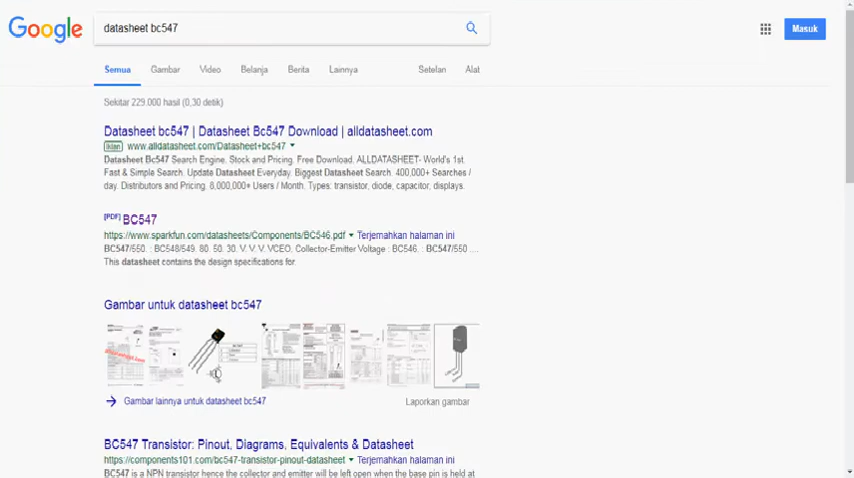 Google
datasheet bc547
Masuk
Semua Gambar Video Belanja Berita Lainnya Setelan Alat
Sekitar 229.000 hasil (0,30 detik)
Datasheet bc547 | Datasheet Bc547 Download | alldatasheet.com
Iklan www.alldatasheet.com/Datasheet+bc547
Datasheet Bc547 Search Engine. Stock and Pricing. Free Download. ALLDATASHEET- World's 1st.
Fast & Simple Search. Update Datasheet Everyday. Biggest Datasheet Search. 400,000+ Searches /
day. Distributors and Pricing. 8,000,000+ Users / Month. Types: transistor, diode, capacitor, displays.
[PDF] BC547
https://www.sparkfun.com/datasheets/Components/BC546.pdf Terjemahkan halaman ini
BC547/550. : BC548/549. 80. 50. 30. V. V. V. VCEO, Collector-Emitter Voltage : BC546. : BC547/550 ....
This datasheet contains the design specifications for.
Gambar untuk datasheet bc547
Gambar lainnya untuk datasheet bc547
Laporkan gambar
BC547 Transistor: Pinout, Diagrams, Equivalents & Datasheet
https://components101.com/bc547-transistor-pinout-datasheet Terjemahkan halaman ini
BC547 is a NPN transistor hence the collector and emitter will be left open when the base pin is held at